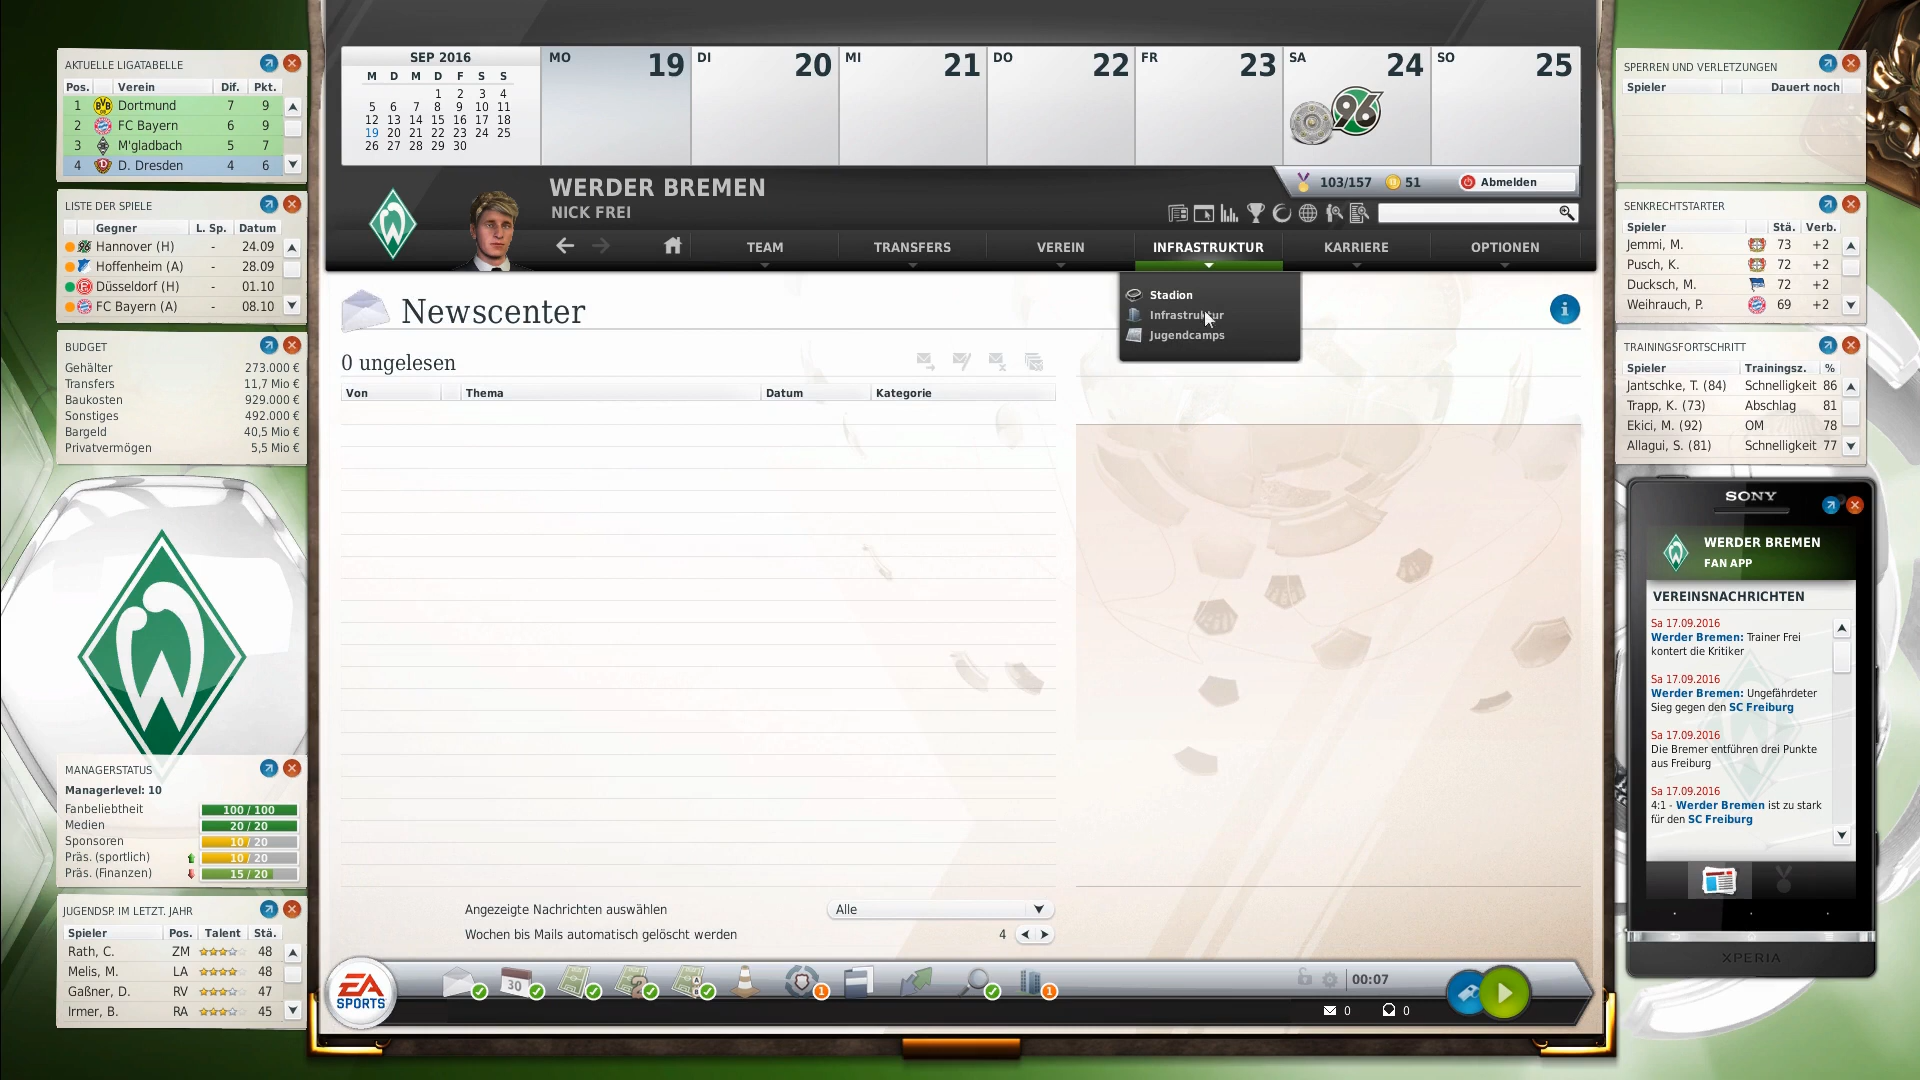 AKTUELLE LIGATABELLE
Pos. Verein Dif. Pkt.
1 Dortmund 7 9
2 FC Bayern 6 9
3 M'gladbach 5 7
4 D. Dresden 4 6
LISTE DER SPIELE
Gegner L. Sp. Datum
Hannover (H) - 24.09
Hoffenheim (A) - 28.09
Düsseldorf (H) - 01.10
FC Bayern (A) - 08.10
BUDGET
Gehälter 273.000 €
Transfers 11,7 Mio €
Baukosten 929.000 €
Sonstiges 492.000 €
Bargeld 40,5 Mio €
Privatvermögen 5,5 Mio €
MANAGERSTATUS
Managerlevel: 10
Fanbeliebtheit 100 / 100
Medien 20 / 20
Sponsoren 10 / 20
Präs. (sportlich) 10 / 20
Präs. (Finanzen) 15 / 20
JUGENDSP. IM LETZT. JAHR
Spieler Pos. Talent Stä.
Rath, C. ZM 48
Melis, M. LA 48
Gaßner, D. RV 47
Irmer, B. RA 45
SEP 2016
M D M D F S S
1 2 3 4
5 6 7 8 9 10 11
12 13 14 15 16 17 18
19 20 21 22 23 24 25
26 27 28 29 30
MO 19 DI 20 MI 21 DO 22 FR 23 SA 24 SO 25
96
WERDER BREMEN
NICK FREI
103/157 51 Abmelden
TEAM TRANSFERS VEREIN INFRASTRUKTUR KARRIERE OPTIONEN
Stadion
Infrastruktur
Jugendcamps
Newscenter
0 ungelesen
Von Thema Datum Kategorie
Angezeigte Nachrichten auswählen Alle
Wochen bis Mails automatisch gelöscht werden 4
EA SPORTS
30 1 1
00:07
0 0
SPERREN UND VERLETZUNGEN
Spieler Dauert noch
SENKRECHTSTARTER
Spieler Stä. Verb.
Jemmi, M. 73 +2
Pusch, K. 72 +2
Ducksch, M. 72 +2
Weihrauch, P. 69 +2
TRAININGSFORTSCHRITT
Spieler Trainingsz. %
Jantschke, T. (84) Schnelligkeit 86
Trapp, K. (73) Abschlag 81
Ekici, M. (92) OM 78
Allagui, S. (81) Schnelligkeit 77
SONY
WERDER BREMEN
FAN APP
VEREINSNACHRICHTEN
Sa 17.09.2016
Werder Bremen: Trainer Frei
kontert die Kritiker
Sa 17.09.2016
Werder Bremen: Ungefährdeter
Sieg gegen den SC Freiburg
Sa 17.09.2016
Die Bremer entführen drei Punkte
aus Freiburg
Sa 17.09.2016
4:1 - Werder Bremen ist zu stark
für den SC Freiburg
XPERIA